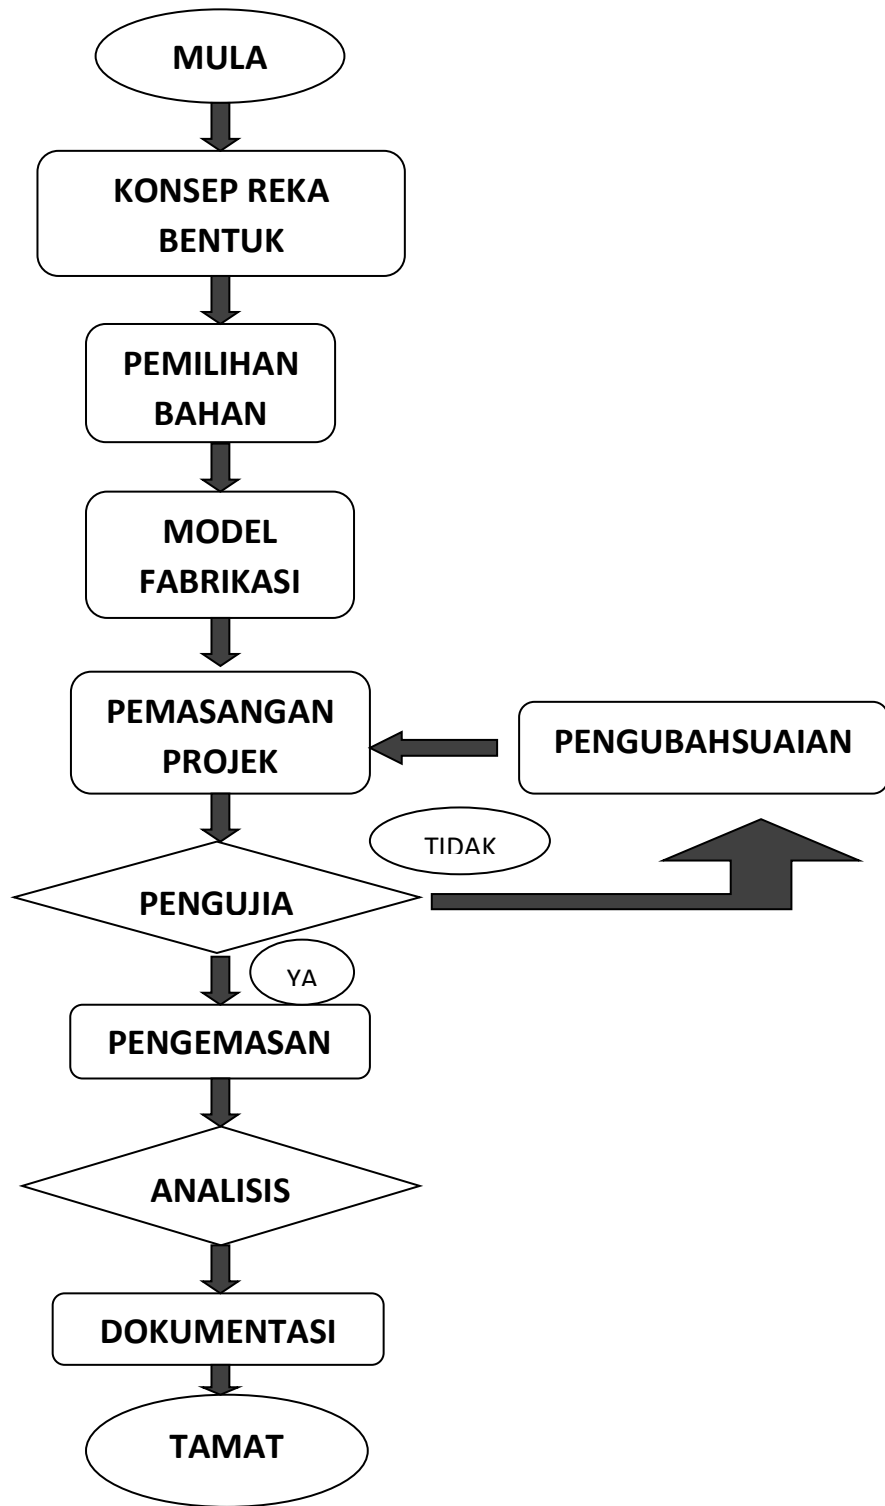 MULA
KONSEP REKA
BENTUK
PEMILIHAN
BAHAN
MODEL
FABRIKASI
PEMASANGAN
PROJEK
PENGUBAHSUAIAN
TIDAK
PENGUJIA
YA
PENGEMASAN
ANALISIS
DOKUMENTASI
TAMAT